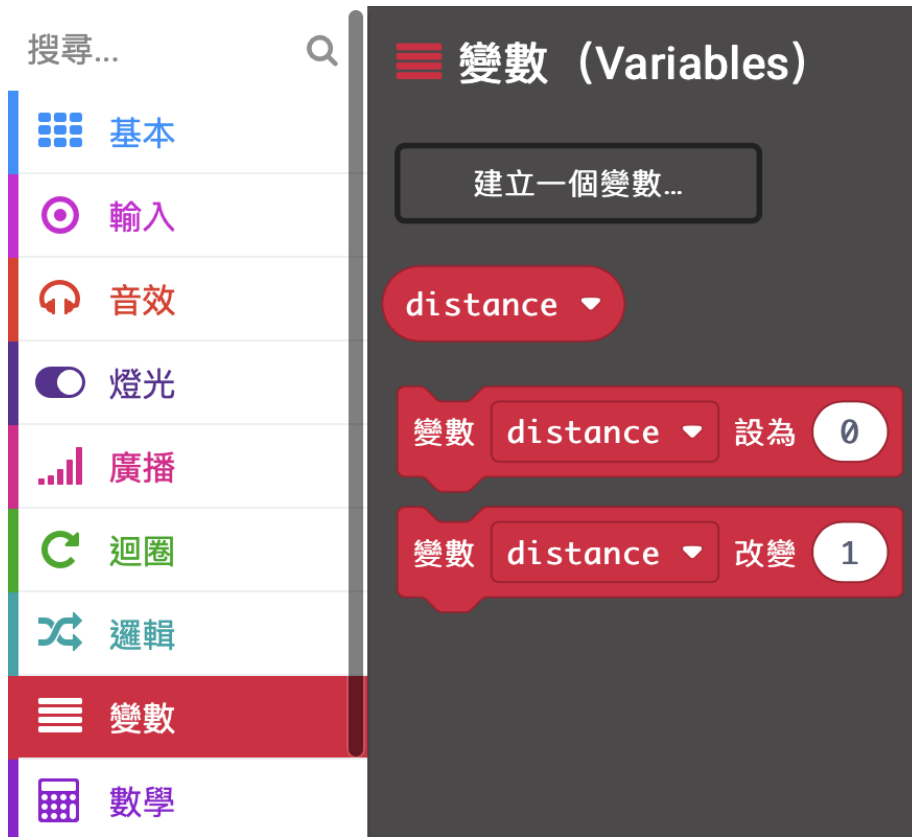 搜尋...
基本
輸入
音效
燈光
廣播
迴圈
邏輯
變數
數學
變數（Variables）
建立一個變數...
distance
變數 distance 設為 0
變數 distance 改變 1